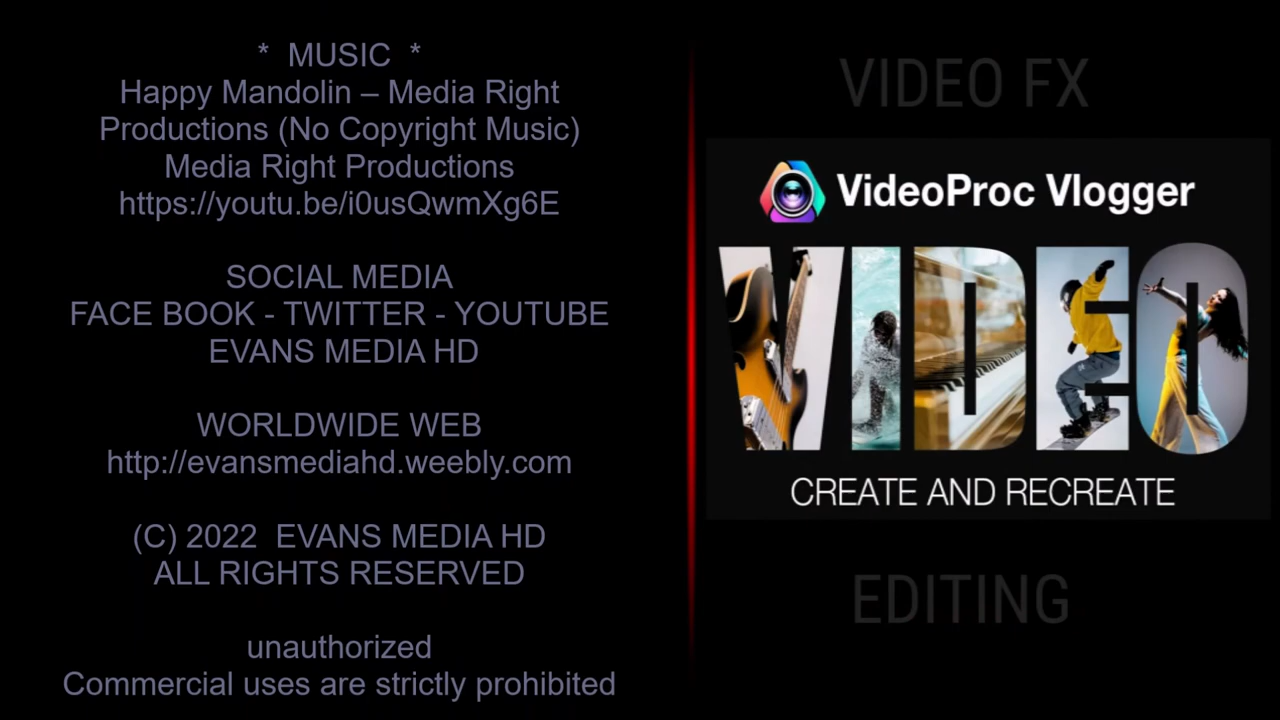 * MUSIC *
Happy Mandolin – Media Right
Productions (No Copyright Music)
Media Right Productions
https://youtu.be/i0usQwmXg6E
SOCIAL MEDIA
FACE BOOK - TWITTER - YOUTUBE
EVANS MEDIA HD
WORLDWIDE WEB
http://evansmediahd.weebly.com
(C) 2022 EVANS MEDIA HD
ALL RIGHTS RESERVED
unauthorized
Commercial uses are strictly prohibited
VIDEO FX
VideoProc Vlogger
VIDEO
CREATE AND RECREATE
EDITING